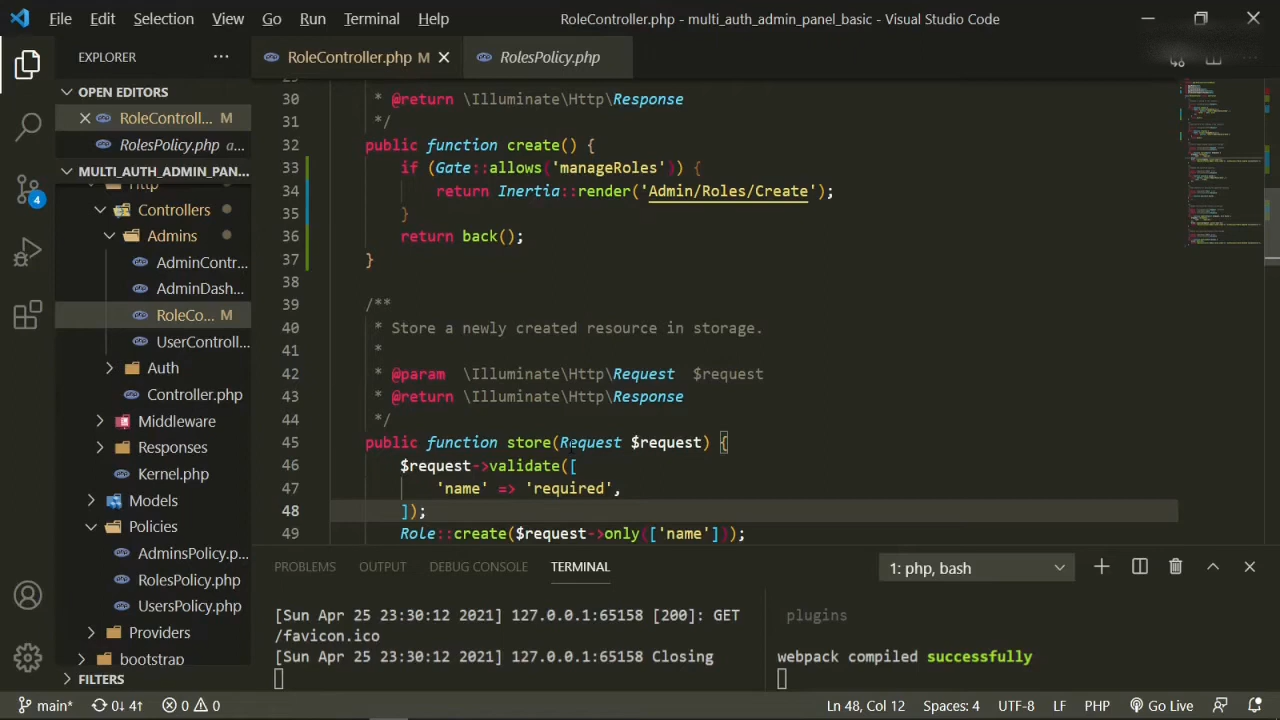 File Edit Selection View Go Run Terminal Help RoleController.php - multi_auth_admin_panel_basic - Visual Studio Code
EXPLORER ...
RoleController.php M
RolesPolicy.php
OPEN EDITORS
RoleControll... M
RolesPolicy.php a...
MULTI_AUTH_ADMIN_PAN...
Http
Controllers
Admins
AdminContr...
AdminDash...
RoleCo... M
UserControll...
Auth
Controller.php
Middleware
Responses
Kernel.php
Models
Policies
AdminsPolicy.p...
RolesPolicy.php
UsersPolicy.php
Providers
bootstrap
FILTERS
4
29
30 * @return \Illuminate\Http\Response
31 */
32 public function create() {
33 if (Gate::allows('manageRoles')) {
34 return Inertia::render('Admin/Roles/Create');
35 }
36 return back();
37 }
38
39 /**
40 * Store a newly created resource in storage.
41 *
42 * @param \Illuminate\Http\Request $request
43 * @return \Illuminate\Http\Response
44 */
45 public function store(Request $request) {
46 $request->validate([
47 'name' => 'required',
48 ]);
49 Role::create($request->only(['name']));
PROBLEMS OUTPUT DEBUG CONSOLE TERMINAL 1: php, bash
[Sun Apr 25 23:30:12 2021] 127.0.0.1:65158 [200]: GET
/favicon.ico
[Sun Apr 25 23:30:12 2021] 127.0.0.1:65158 Closing
plugins
webpack compiled successfully
main* 0↓ 4↑ 0 0 Ln 48, Col 12 Spaces: 4 UTF-8 LF PHP Go Live